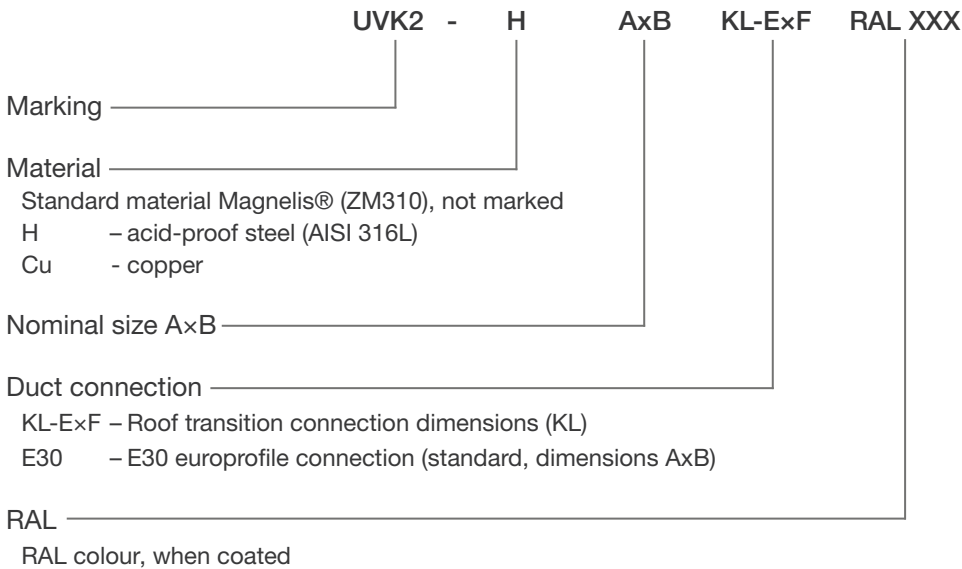 UVK2 - H AxB KL-E×F RAL XXX
Marking
Material
Standard material Magnelis® (ZM310), not marked
H – acid-proof steel (AISI 316L)
Cu - copper
Nominal size A×B
Duct connection
KL-E×F – Roof transition connection dimensions (KL)
E30 – E30 europrofile connection (standard, dimensions AxB)
RAL
RAL colour, when coated